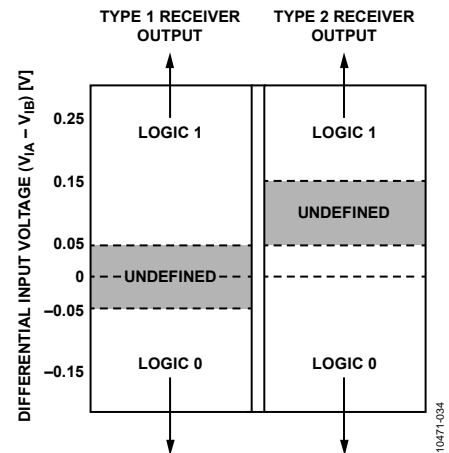 TYPE 1 RECEIVER
OUTPUT
TYPE 2 RECEIVER
OUTPUT
DIFFERENTIAL INPUT VOLTAGE (VIA – VIB) [V]
0.25
0.15
0.05
0
–0.05
–0.15
LOGIC 1
UNDEFINED
LOGIC 0
LOGIC 1
UNDEFINED
LOGIC 0
10471-034